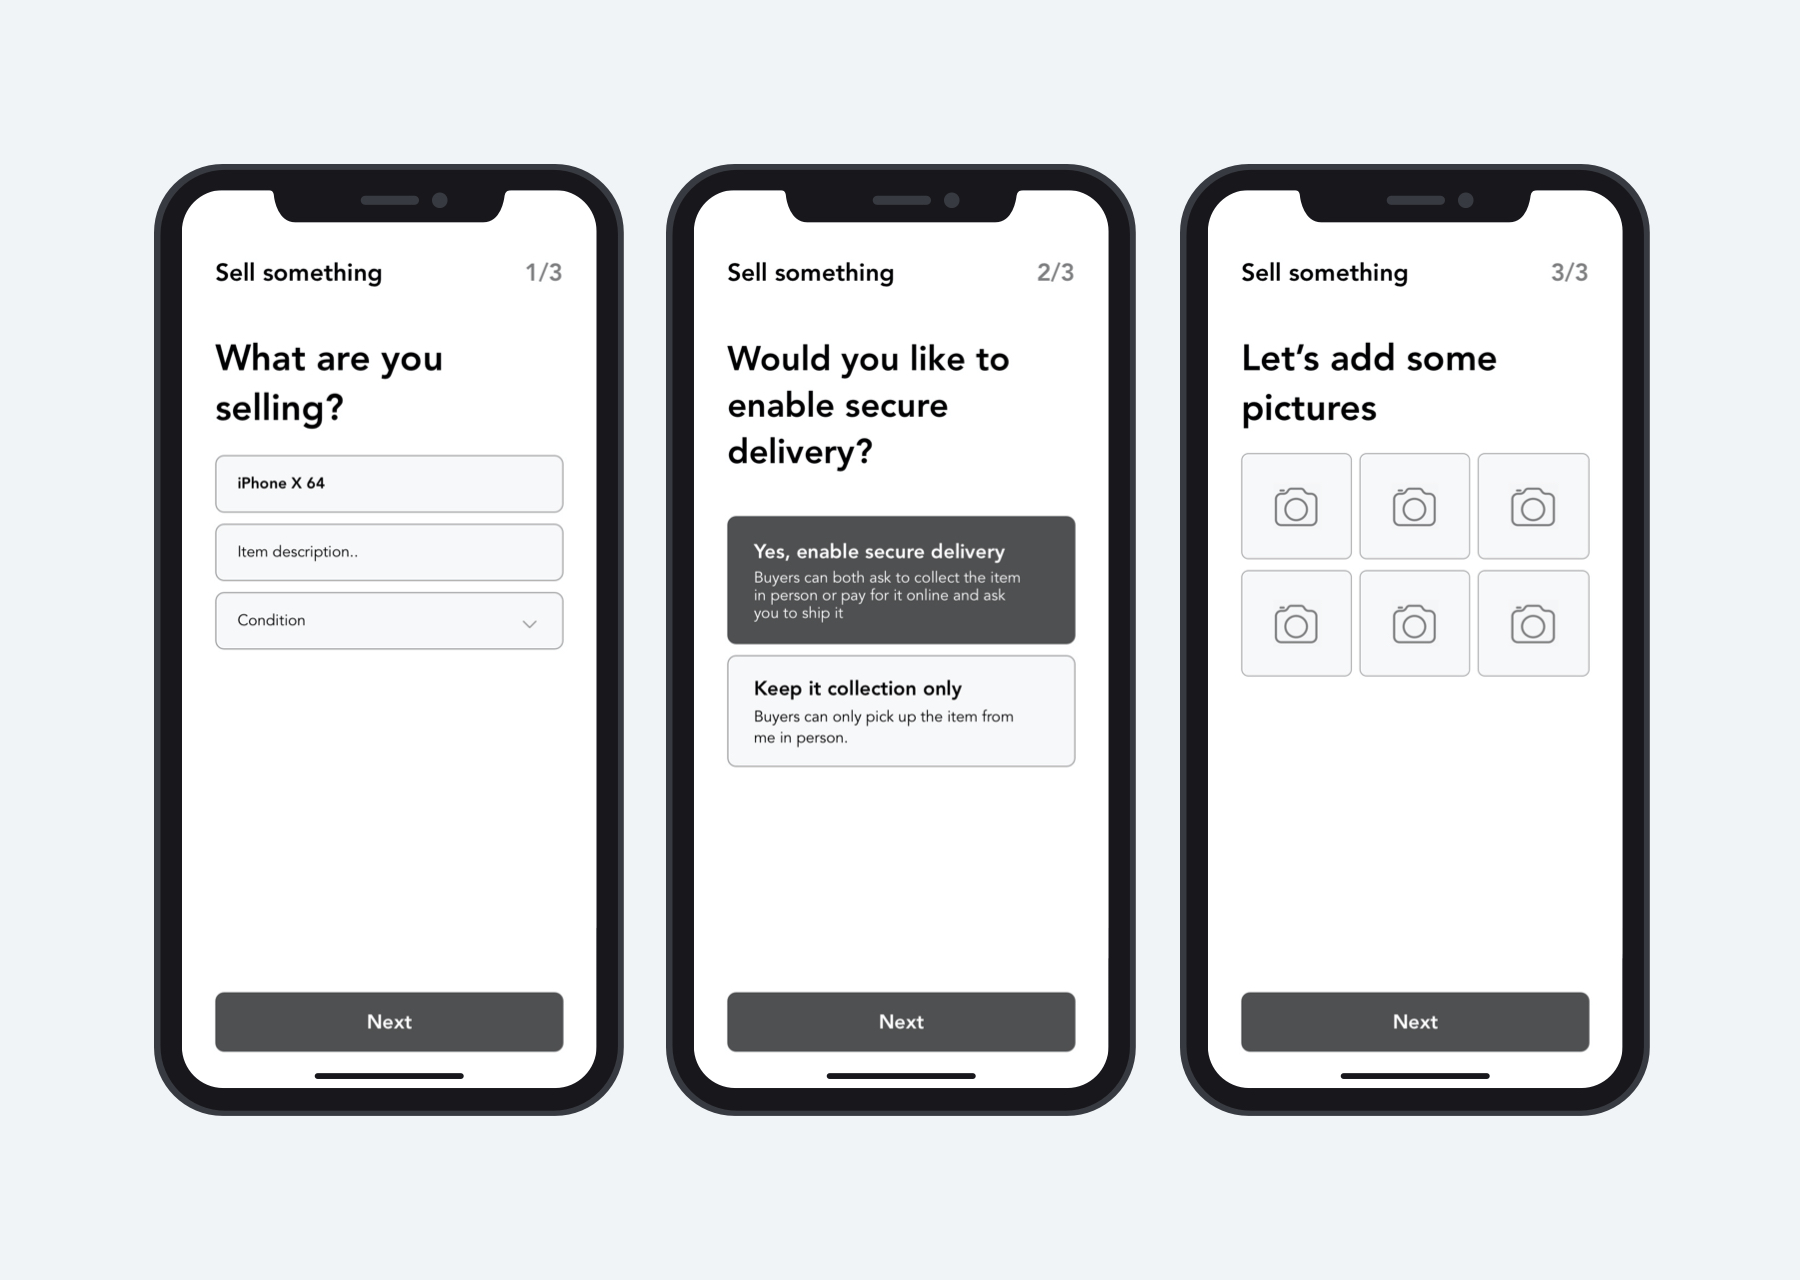 Sell something 1/3
What are you
selling?
iPhone X 64
Item description..
Condition
Next
Sell something 2/3
Would you like to
enable secure
delivery?
Yes, enable secure delivery
Buyers can both ask to collect the item
in person or pay for it online and ask
you to ship it
Keep it collection only
Buyers can only pick up the item from
me in person.
Next
Sell something 3/3
Let’s add some
pictures
Next